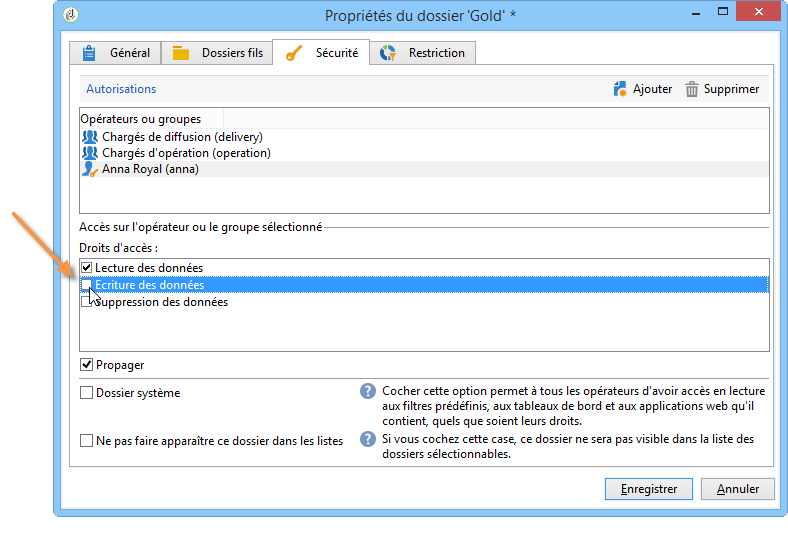 Propriétés du dossier 'Gold' *
Général Dossiers fils Sécurité Restriction
Autorisations Ajouter Supprimer
Opérateurs ou groupes
Chargés de diffusion (delivery)
Chargés d'opération (operation)
Anna Royal (anna)
Accès sur l'opérateur ou le groupe sélectionné
Droits d'accès :
Lecture des données
Ecriture des données
Suppression des données
Propager
Dossier système
Cocher cette option permet à tous les opérateurs d'avoir accès en lecture
aux filtres prédéfinis, aux tableaux de bord et aux applications web qu'il
contient, quels que soient leurs droits.
Ne pas faire apparaître ce dossier dans les listes
Si vous cochez cette case, ce dossier ne sera pas visible dans la liste des
dossiers sélectionnables.
Enregistrer Annuler